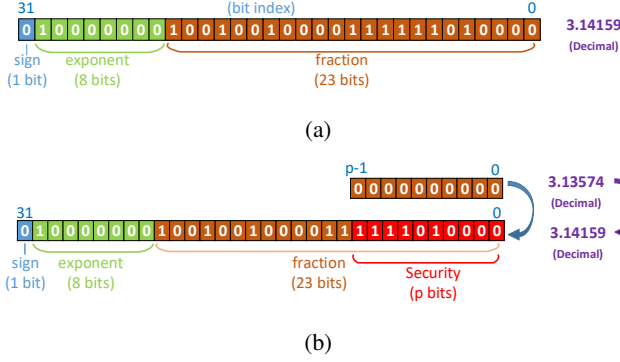 31 (bit index) 0
0 1 0 0 0 0 0 0 0 1 0 0 1 0 0 1 0 0 0 0 1 1 1 1 1 1 0 1 0 0 0 0 3.14159
(Decimal)
sign exponent fraction
(1 bit) (8 bits) (23 bits)
(a)
p-1 0
0 0 0 0 0 0 0 0 0 0 3.13574
(Decimal)
31 0
0 1 0 0 0 0 0 0 0 1 0 0 1 0 0 1 0 0 0 0 1 1 1 1 1 1 0 1 0 0 0 0 3.14159
(Decimal)
sign exponent fraction Security
(1 bit) (8 bits) (23 bits) (p bits)
(b)